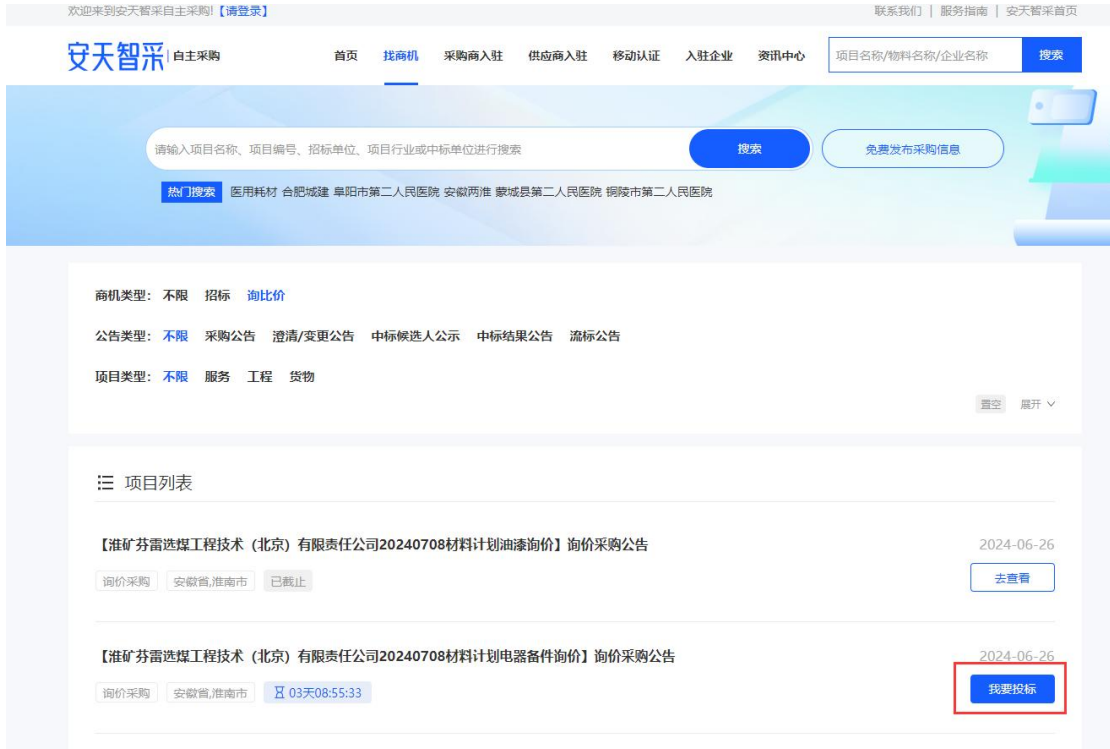 欢迎来到安天智采自主采购!【请登录】 联系我们 | 服务指南 | 安天智采首页
安天智采 | 自主采购 首页 找商机 采购商入驻 供应商入驻 移动认证 入驻企业 资讯中心 项目名称/物料名称/企业名称 搜索
请输入项目名称、项目编号、招标单位、项目行业或中标单位进行搜索 搜索 免费发布采购信息
热门搜索 医用耗材 合肥城建 阜阳市第二人民医院 安徽两淮 蒙城县第二人民医院 铜陵市第二人民医院
商机类型: 不限 招标 询比价
公告类型: 不限 采购公告 澄清/变更公告 中标候选人公示 中标结果公告 流标公告
项目类型: 不限 服务 工程 货物
置空 展开
项目列表
【淮矿芬雷选煤工程技术（北京）有限责任公司20240708材料计划油漆询价】询价采购公告 2024-06-26
询价采购 安徽省,淮南市 已截止 去查看
【淮矿芬雷选煤工程技术（北京）有限责任公司20240708材料计划电器备件询价】询价采购公告 2024-06-26
询价采购 安徽省,淮南市 03天08:55:33 我要投标